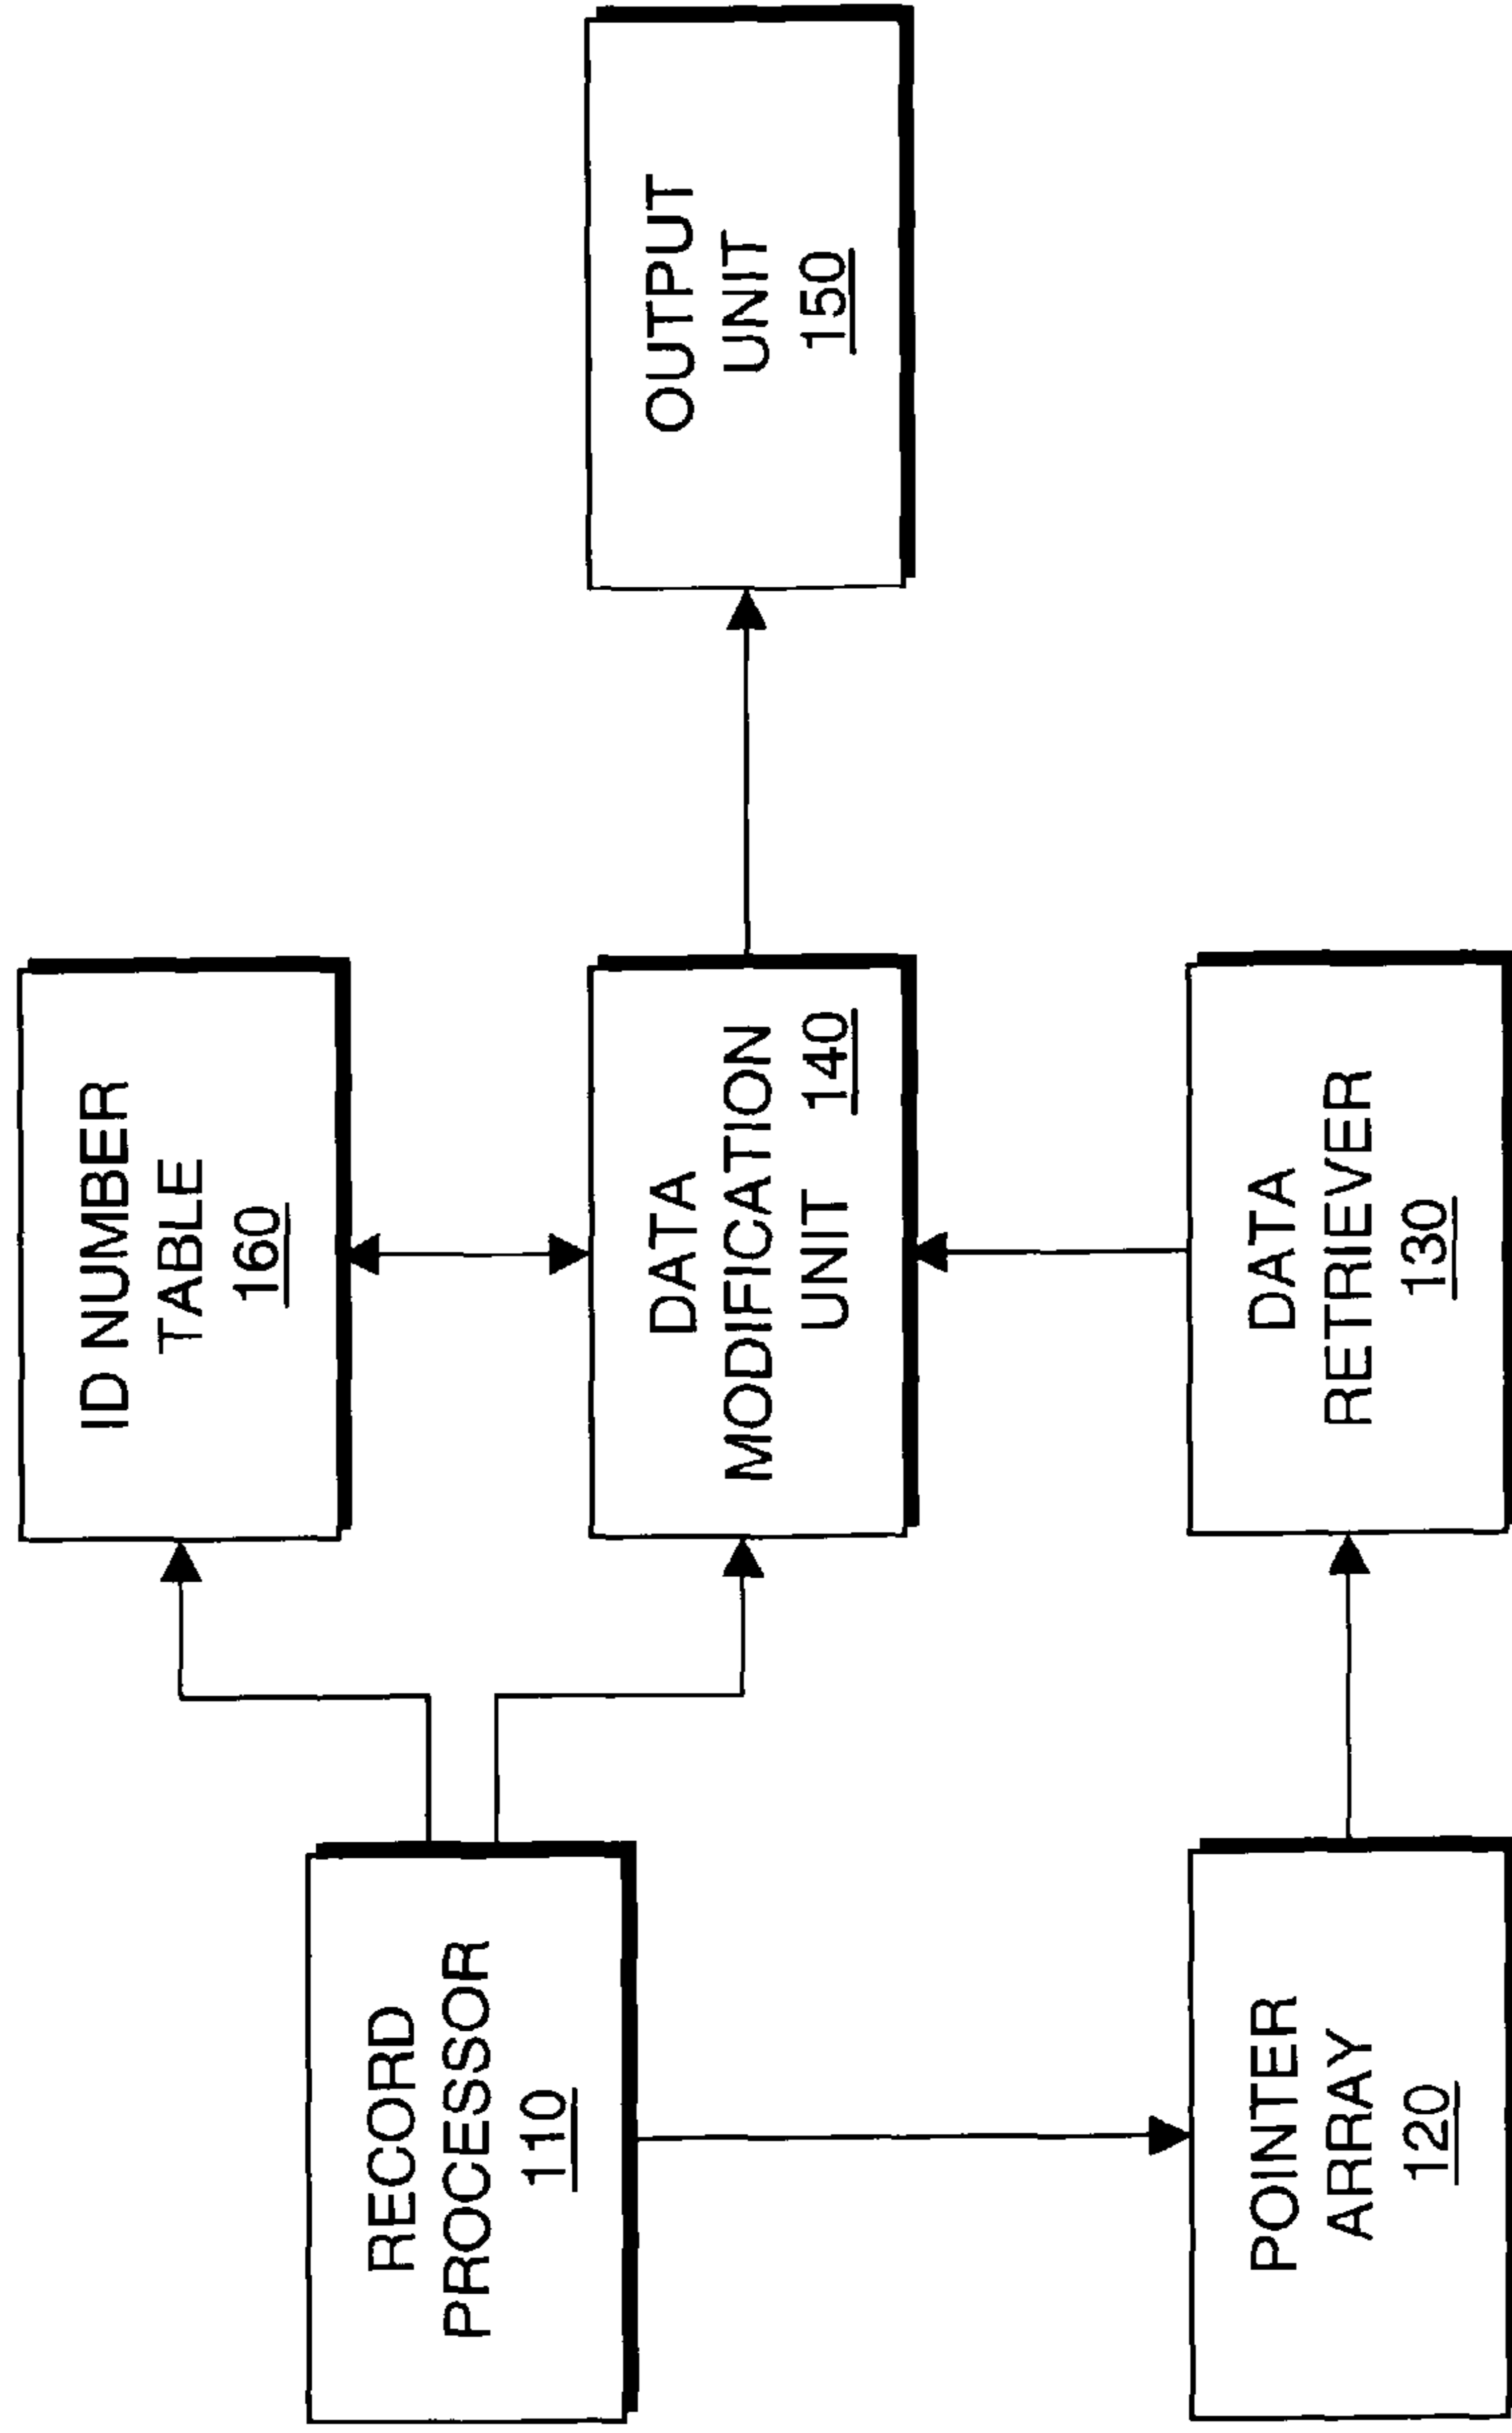 RECORD
PROCESSOR
110
ID NUMBER
TABLE
160
DATA
MODIFICATION
UNIT
140
OUTPUT
UNIT
150
POINTER
ARRAY
120
DATA
RETRIEVER
130